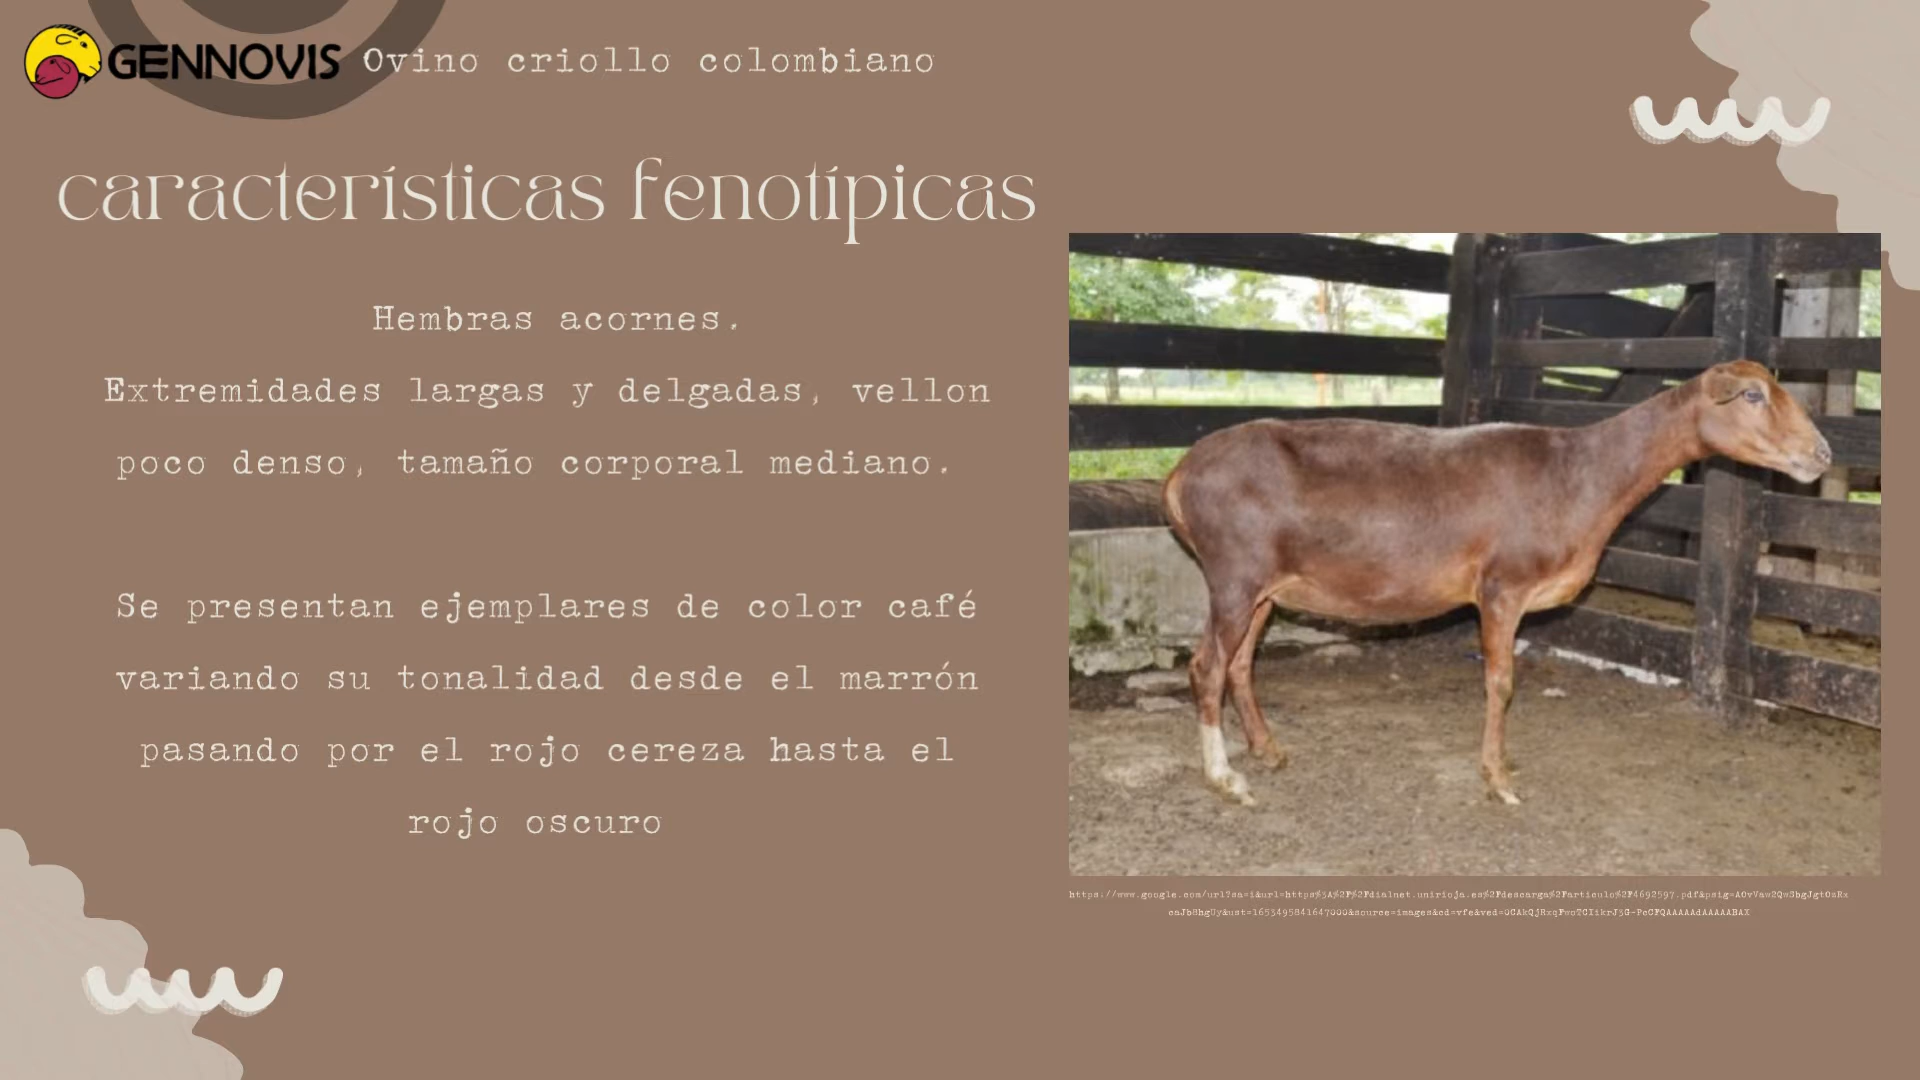 GENNOVIS Ovino criollo colombiano
características fenotípicas
Hembras acornes.
Extremidades largas y delgadas, vellon
poco denso, tamaño corporal mediano.
Se presentan ejemplares de color café
variando su tonalidad desde el marrón
pasando por el rojo cereza hasta el
rojo oscuro